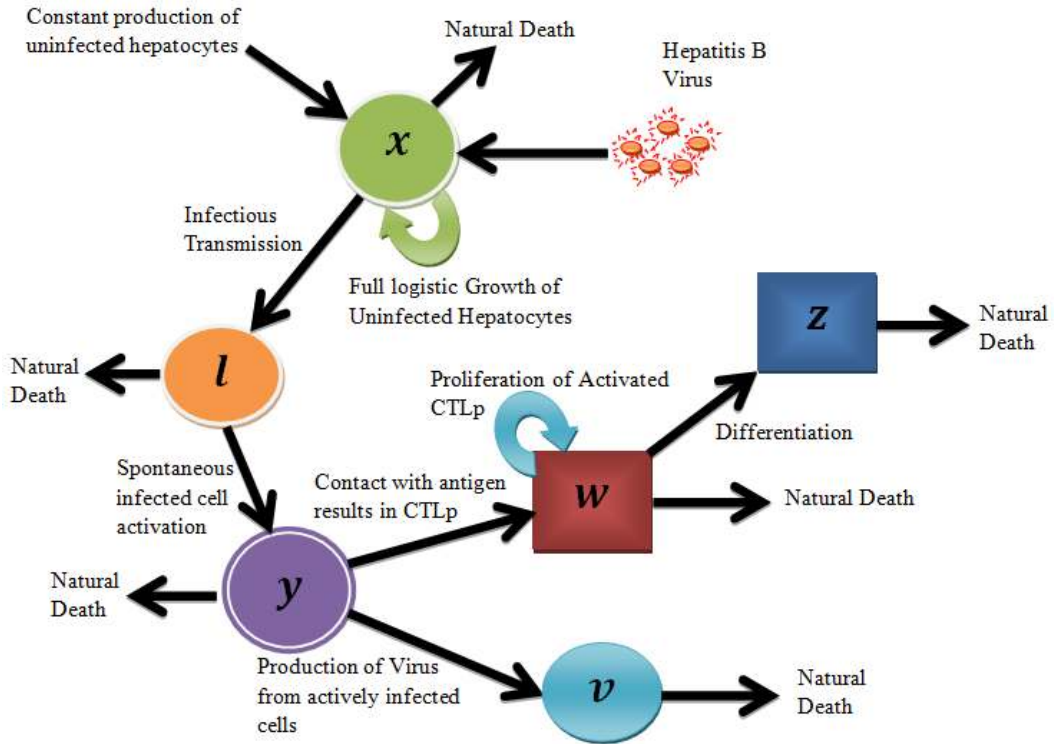 Constant production of
uninfected hepatocytes
Natural Death
Hepatitis B
Virus
x
Infectious
Transmission
Full logistic Growth of
Uninfected Hepatocytes
z
Natural
Death
l
Natural
Death
Proliferation of Activated
CTLp
Differentiation
Spontaneous
infected cell
activation
Contact with antigen
results in CTLp
w
Natural Death
y
Natural
Death
Production of Virus
from actively infected
cells
v
Natural
Death